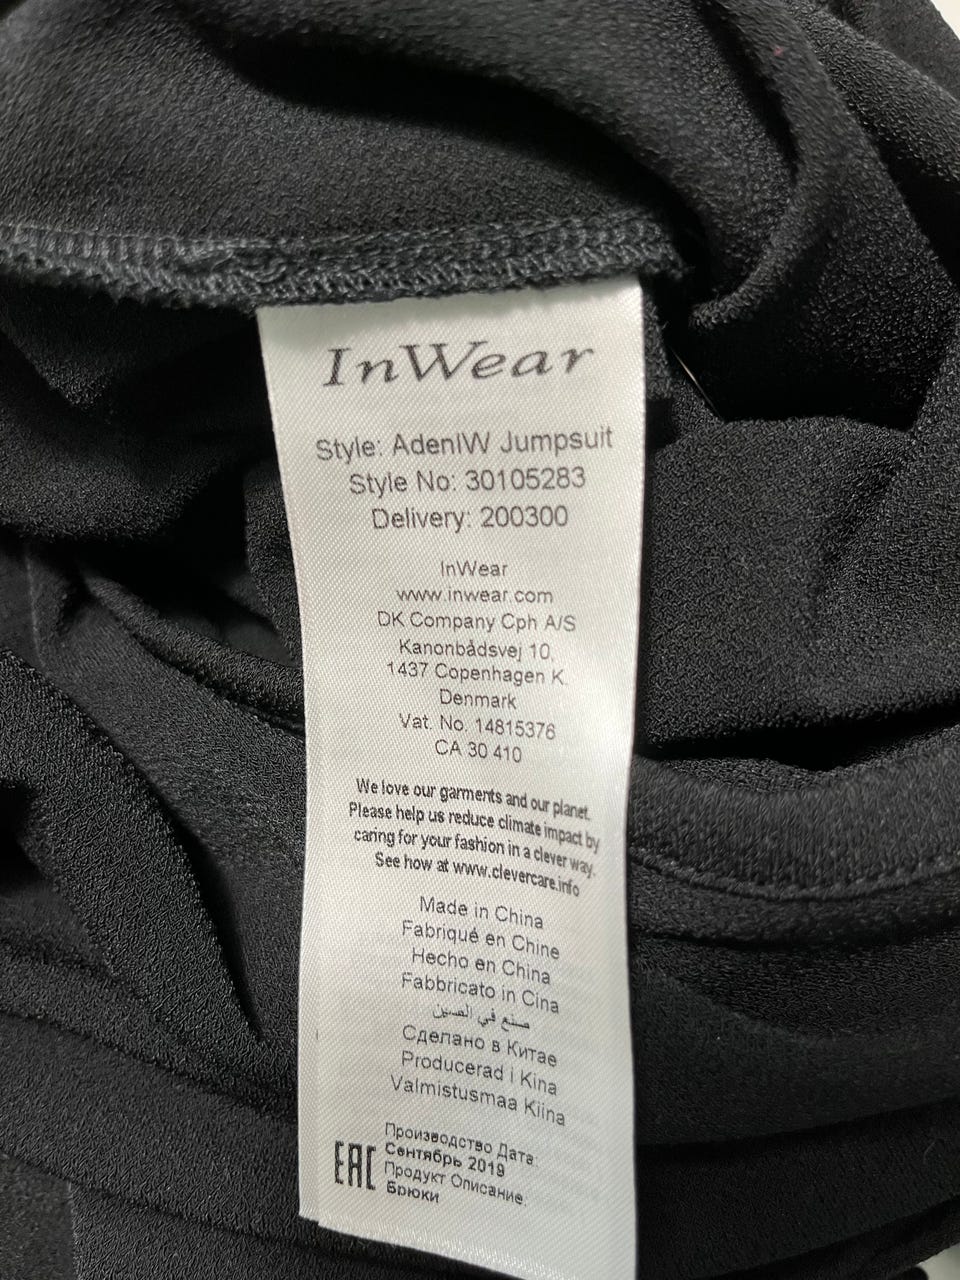 InWear
Style: AdenIW Jumpsuit
Style No: 30105283
Delivery: 200300
InWear
www.inwear.com
DK Company Cph A/S
Kanonbådsvej 10,
1437 Copenhagen K.
Denmark
Vat. No. 14815376
CA 30 410
We love our garments and our planet.
Please help us reduce climate impact by
caring for your fashion in a clever way.
See how at www.clevercare.info
Made in China
Fabriqué en Chine
Hecho en China
Fabbricato in Cina
صنع في الصين
Сделано в Китае
Producerad i Kina
Valmistusmaa Kiina
EAC
Производство Дата:
Сентябрь 2019
Продукт Описание:
Брюки